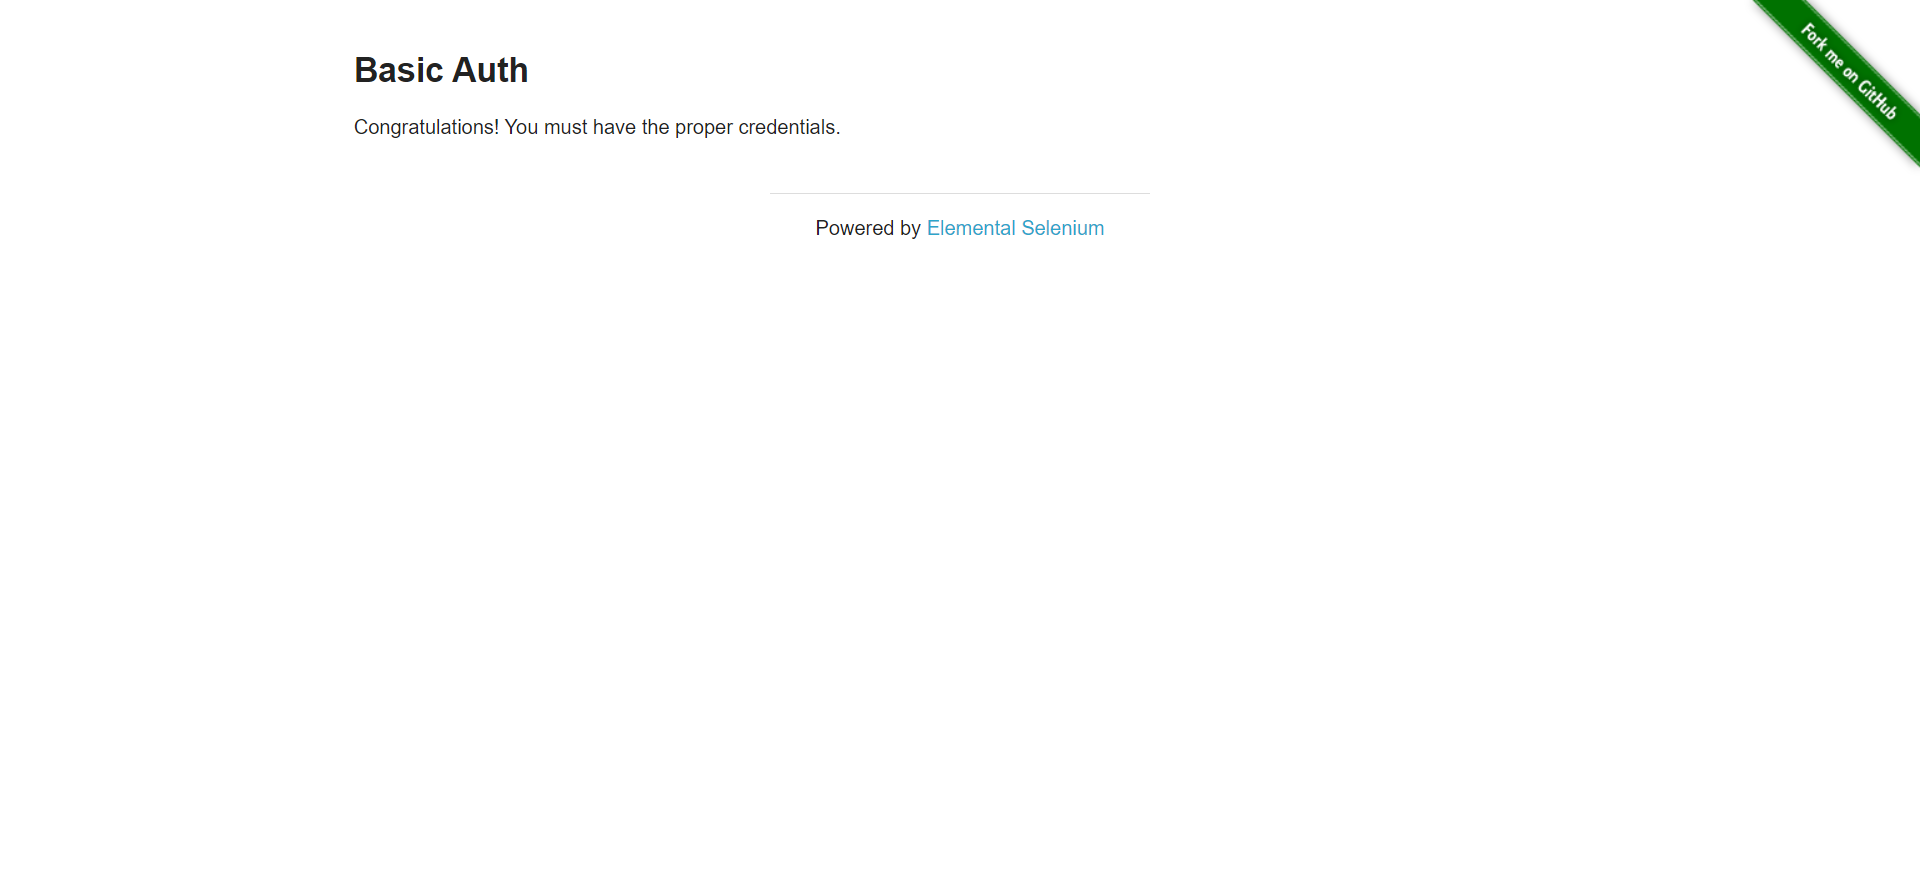 Fork me on GitHub
Basic Auth
Congratulations! You must have the proper credentials.
Powered by Elemental Selenium